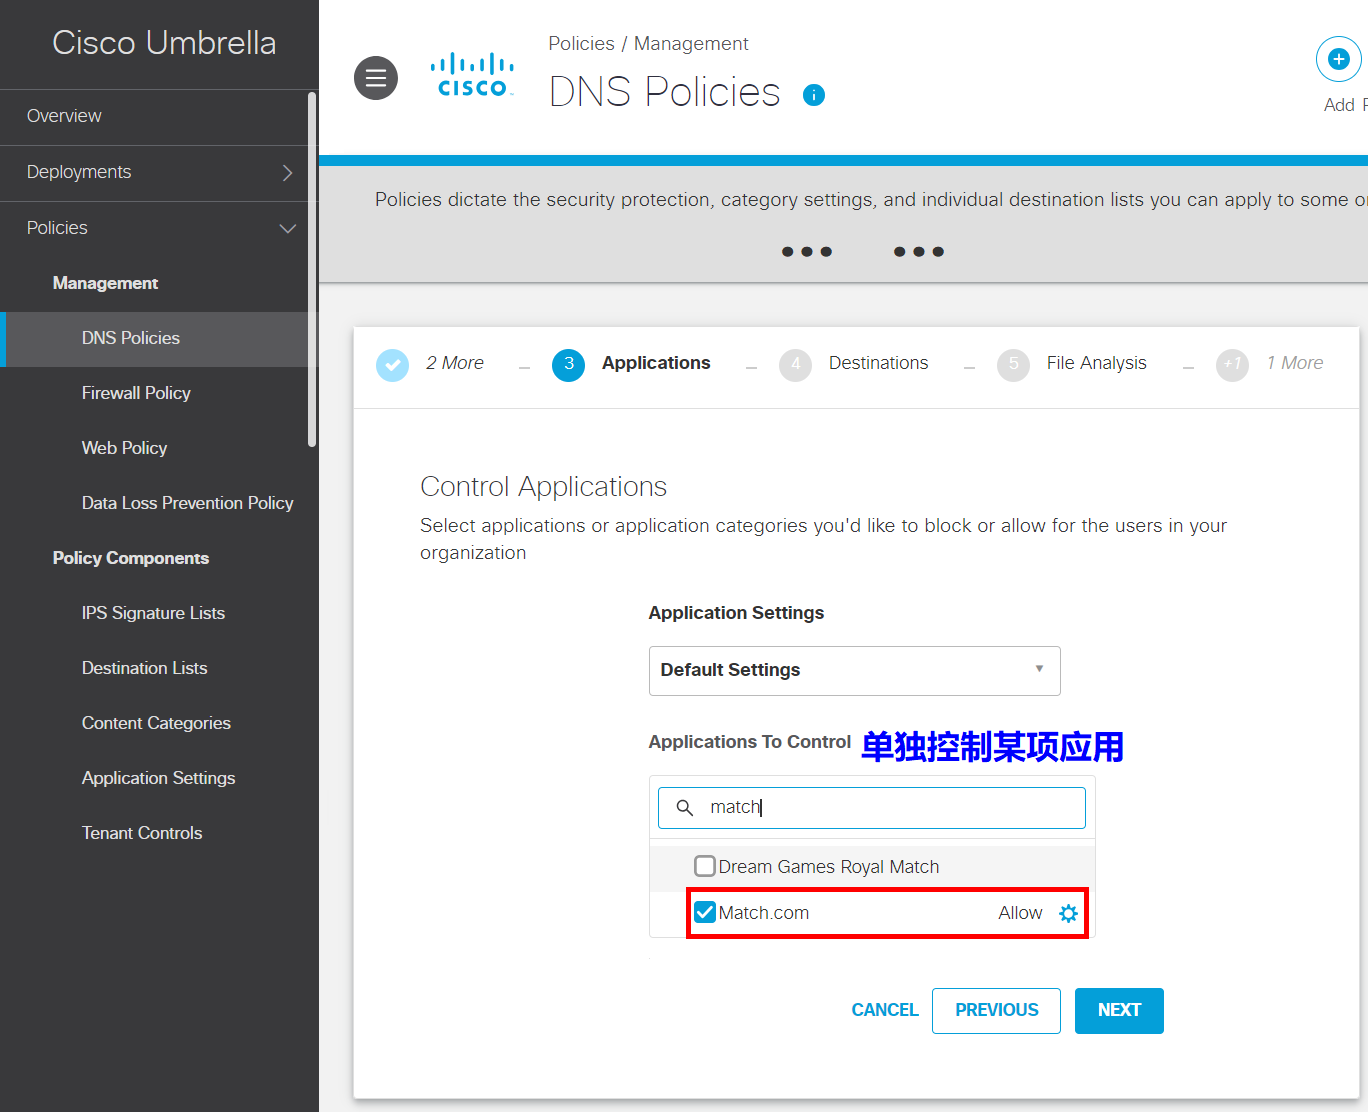 Cisco Umbrella
Overview
Deployments
Policies
Management
DNS Policies
Firewall Policy
Web Policy
Data Loss Prevention Policy
Policy Components
IPS Signature Lists
Destination Lists
Content Categories
Application Settings
Tenant Controls
CISCO
Policies / Management
DNS Policies
Add
Policies dictate the security protection, category settings, and individual destination lists you can apply to some or
2 More
3 Applications
4 Destinations
5 File Analysis
+1 1 More
Control Applications
Select applications or application categories you'd like to block or allow for the users in your
organization
Application Settings
Default Settings
Applications To Control 单独控制某项应用
match
Dream Games Royal Match
Match.com Allow
CANCEL PREVIOUS NEXT